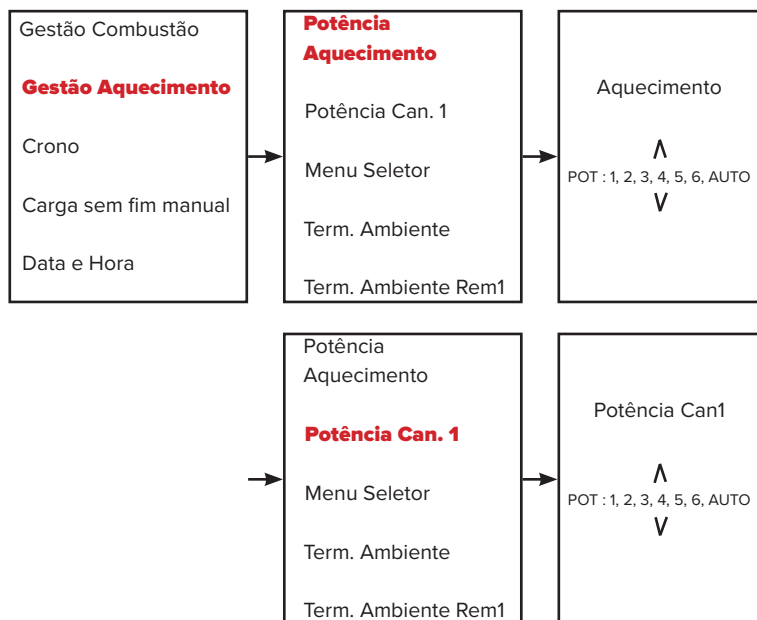 Gestão Combustão
Gestão Aquecimento
Crono
Carga sem fim manual
Data e Hora
Potência
Aquecimento
Potência Can. 1
Menu Seletor
Term. Ambiente
Term. Ambiente Rem1
Aquecimento
POT : 1, 2, 3, 4, 5, 6, AUTO
Potência
Aquecimento
Potência Can. 1
Menu Seletor
Term. Ambiente
Term. Ambiente Rem1
Potência Can1
POT : 1, 2, 3, 4, 5, 6, AUTO